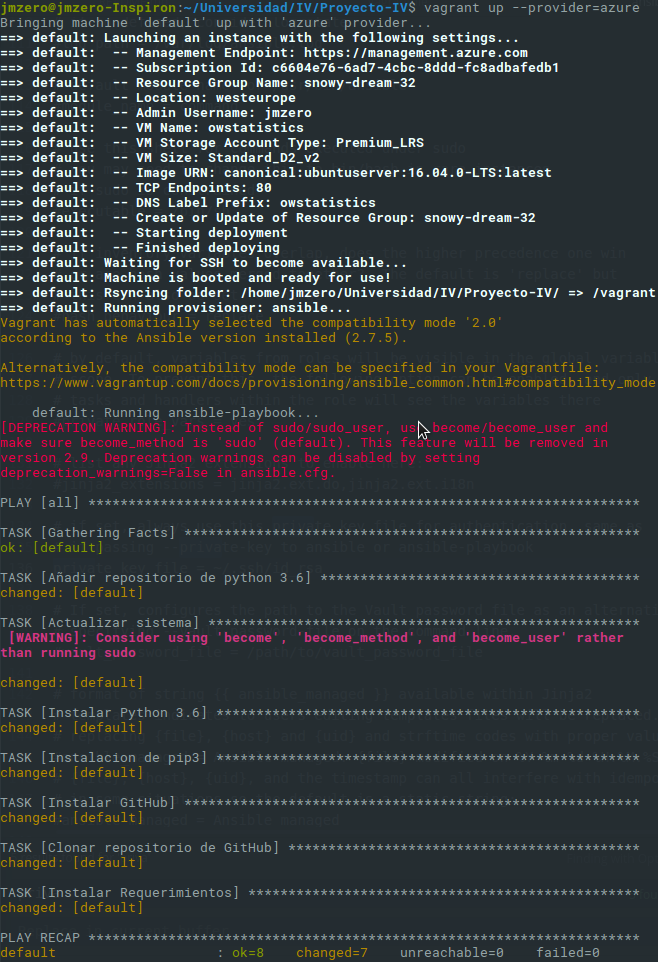 jmzero@jmzero-Inspiron:~/Universidad/IV/Proyecto-IV$ vagrant up --provider=azure
Bringing machine 'default' up with 'azure' provider...
==> default: Launching an instance with the following settings...
==> default:  -- Management Endpoint: https://management.azure.com
==> default:  -- Subscription Id: c6604e76-6ad7-4cbc-8ddd-fc8adbafedb1
==> default:  -- Resource Group Name: snowy-dream-32
==> default:  -- Location: westeurope
==> default:  -- Admin Username: jmzero
==> default:  -- VM Name: owstatistics
==> default:  -- VM Storage Account Type: Premium_LRS
==> default:  -- VM Size: Standard_D2_v2
==> default:  -- Image URN: canonical:ubuntuserver:16.04.0-LTS:latest
==> default:  -- TCP Endpoints: 80
==> default:  -- DNS Label Prefix: owstatistics
==> default:  -- Create or Update of Resource Group: snowy-dream-32
==> default:  -- Starting deployment
==> default:  -- Finished deploying
==> default: Waiting for SSH to become available...
==> default: Machine is booted and ready for use!
==> default: Rsyncing folder: /home/jmzero/Universidad/IV/Proyecto-IV/ => /vagrant
==> default: Running provisioner: ansible...
Vagrant has automatically selected the compatibility mode '2.0'
according to the Ansible version installed (2.7.5).
Alternatively, the compatibility mode can be specified in your Vagrantfile:
https://www.vagrantup.com/docs/provisioning/ansible_common.html#compatibility_mode
    default: Running ansible-playbook...
[DEPRECATION WARNING]: Instead of sudo/sudo_user, use become/become_user and
make sure become_method is 'sudo' (default). This feature will be removed in
version 2.9. Deprecation warnings can be disabled by setting
deprecation_warnings=False in ansible.cfg.
PLAY [all] *********************************************************************
TASK [Gathering Facts] *********************************************************
ok: [default]
TASK [Añadir repositorio de python 3.6] ****************************************
changed: [default]
TASK [Actualizar sistema] ******************************************************
 [WARNING]: Consider using 'become', 'become_method', and 'become_user' rather
than running sudo
changed: [default]
TASK [Instalar Python 3.6] *****************************************************
changed: [default]
TASK [Instalacion de pip3] *****************************************************
changed: [default]
TASK [Instalar GitHub] *********************************************************
changed: [default]
TASK [Clonar repositorio de GitHub] ********************************************
changed: [default]
TASK [Instalar Requerimientos] *************************************************
changed: [default]
PLAY RECAP *********************************************************************
default                    : ok=8    changed=7    unreachable=0    failed=0